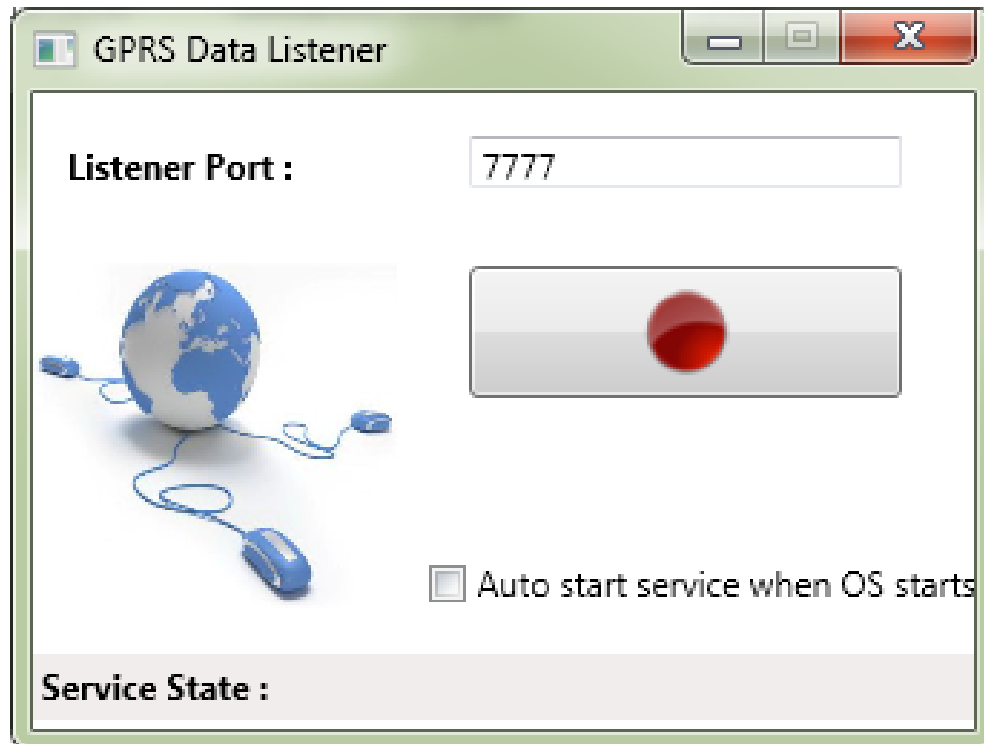 GPRS Data Listener
Listener Port :
7777
Auto start service when OS starts
Service State :